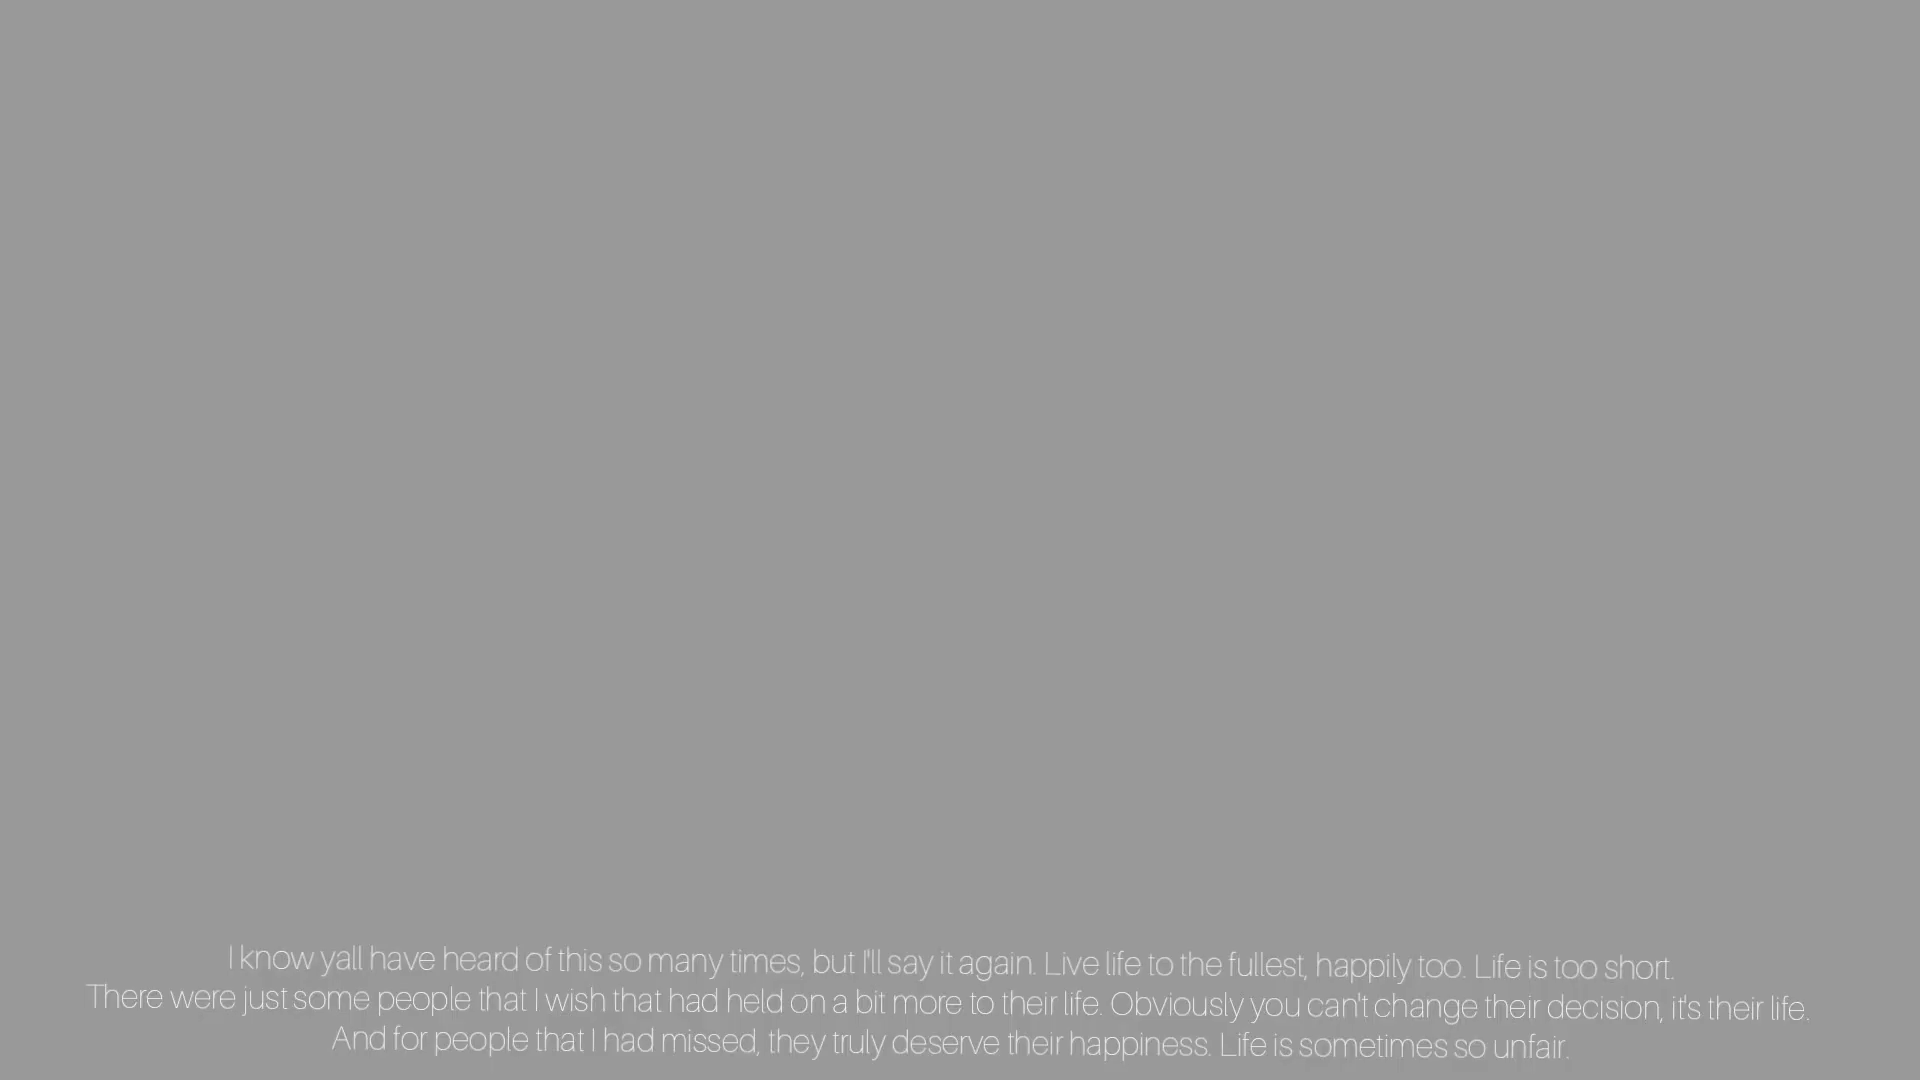 I know yall have heard of this so many times, but I'll say it again. Live life to the fullest, happily too. Life is too short.
There were just some people that I wish that had held on a bit more to their life. Obviously you can't change their decision, it's their life.
And for people that I had missed, they truly deserve their happiness. Life is sometimes so unfair.